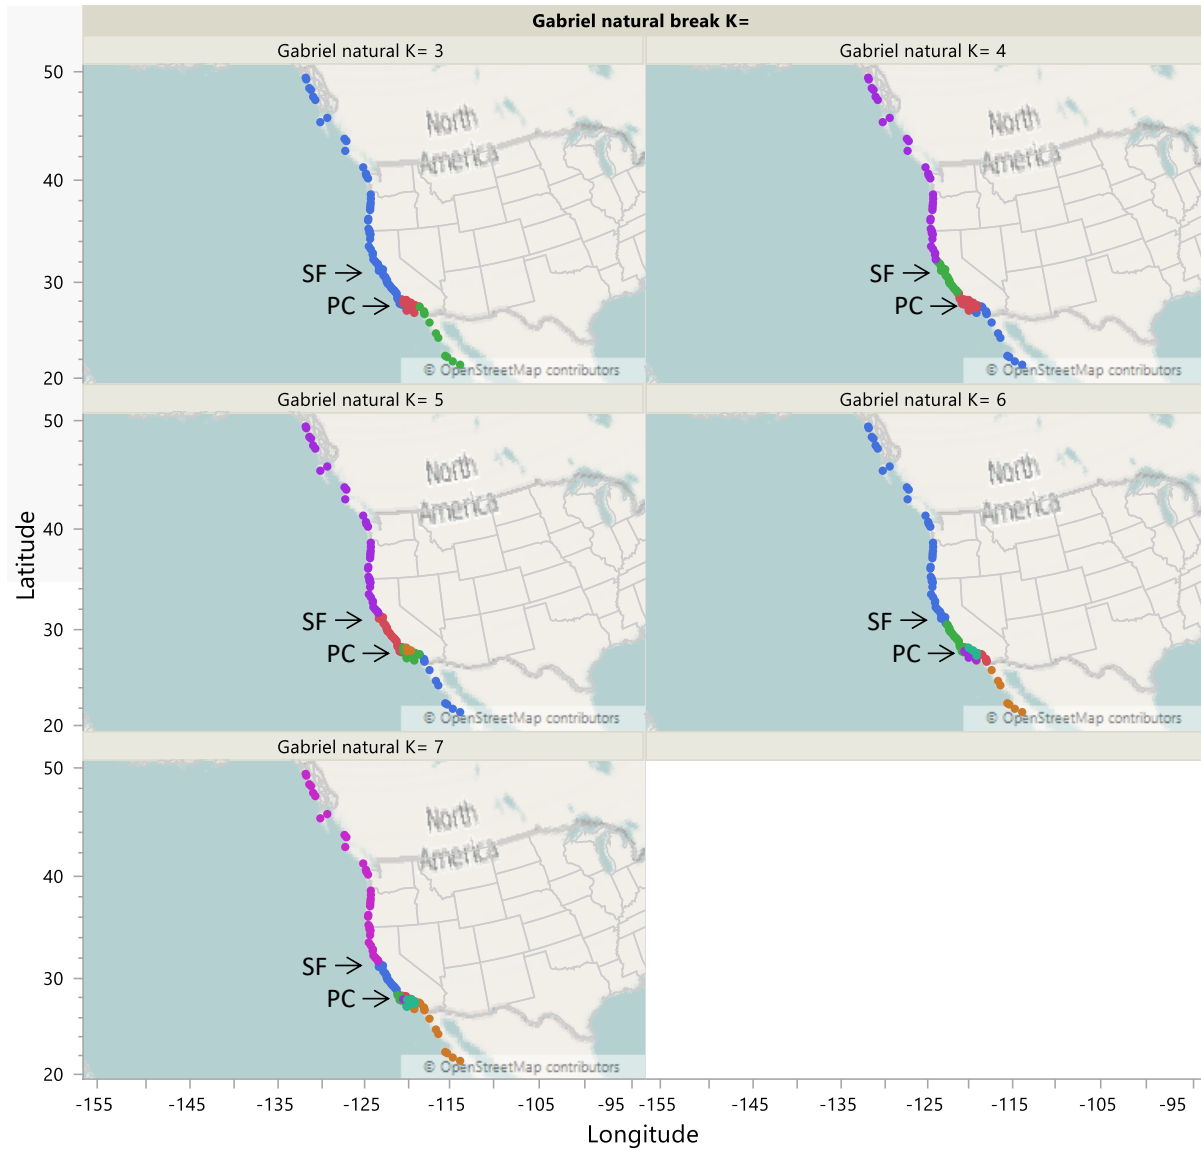 Gabriel natural break K=
Gabriel natural K= 3
Gabriel natural K= 4
50
40
30
20
North
America
SF
PC
© OpenStreetMap contributors
North
America
SF
PC
© OpenStreetMap contributors
Gabriel natural K= 5
Gabriel natural K= 6
50
40
30
20
North
America
SF
PC
© OpenStreetMap contributors
North
America
SF
PC
© OpenStreetMap contributors
Latitude
Gabriel natural K= 7
50
40
30
20
North
America
SF
PC
© OpenStreetMap contributors
-155 -145 -135 -125 -115 -105 -95 -155 -145 -135 -125 -115 -105 -95
Longitude